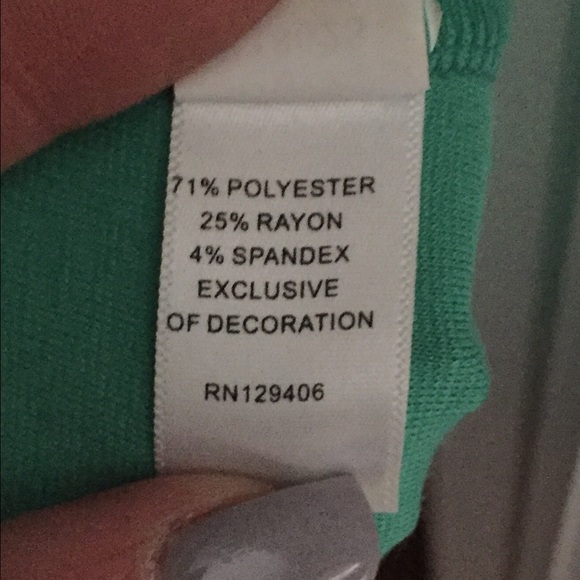 71% POLYESTER
25% RAYON
4% SPANDEX
EXCLUSIVE
OF DECORATION
RN129406